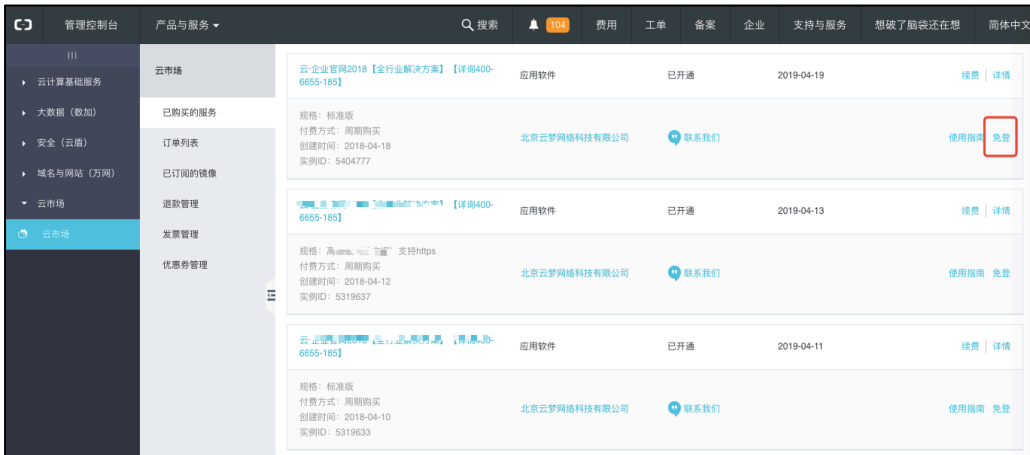 管理控制台 产品与服务 搜索 104 费用 工单 备案 企业 支持与服务 想破了脑袋还在想 简体中文
云计算基础服务
大数据（数加）
安全（云盾）
域名与网站（万网）
云市场
云市场
云市场
已购买的服务
订单列表
已订阅的镜像
退款管理
发票管理
优惠券管理
云·企业官网2018【全行业解决方案】【详询400-
6655-185】
应用软件 已开通 2019-04-19 续费 详情
规格：标准版
付费方式：周期购买
创建时间：2018-04-18
实例ID：5404777
北京云梦网络科技有限公司 联系我们 使用指南 免登
【详询400-
6655-185】
应用软件 已开通 2019-04-13 续费 详情
规格：高 支持https
付费方式：周期购买
创建时间：2018-04-12
实例ID：5319637
北京云梦网络科技有限公司 联系我们 使用指南 免登
6655-185】
应用软件 已开通 2019-04-11 续费 详情
规格：标准版
付费方式：周期购买
创建时间：2018-04-10
实例ID：5319633
北京云梦网络科技有限公司 联系我们 使用指南 免登